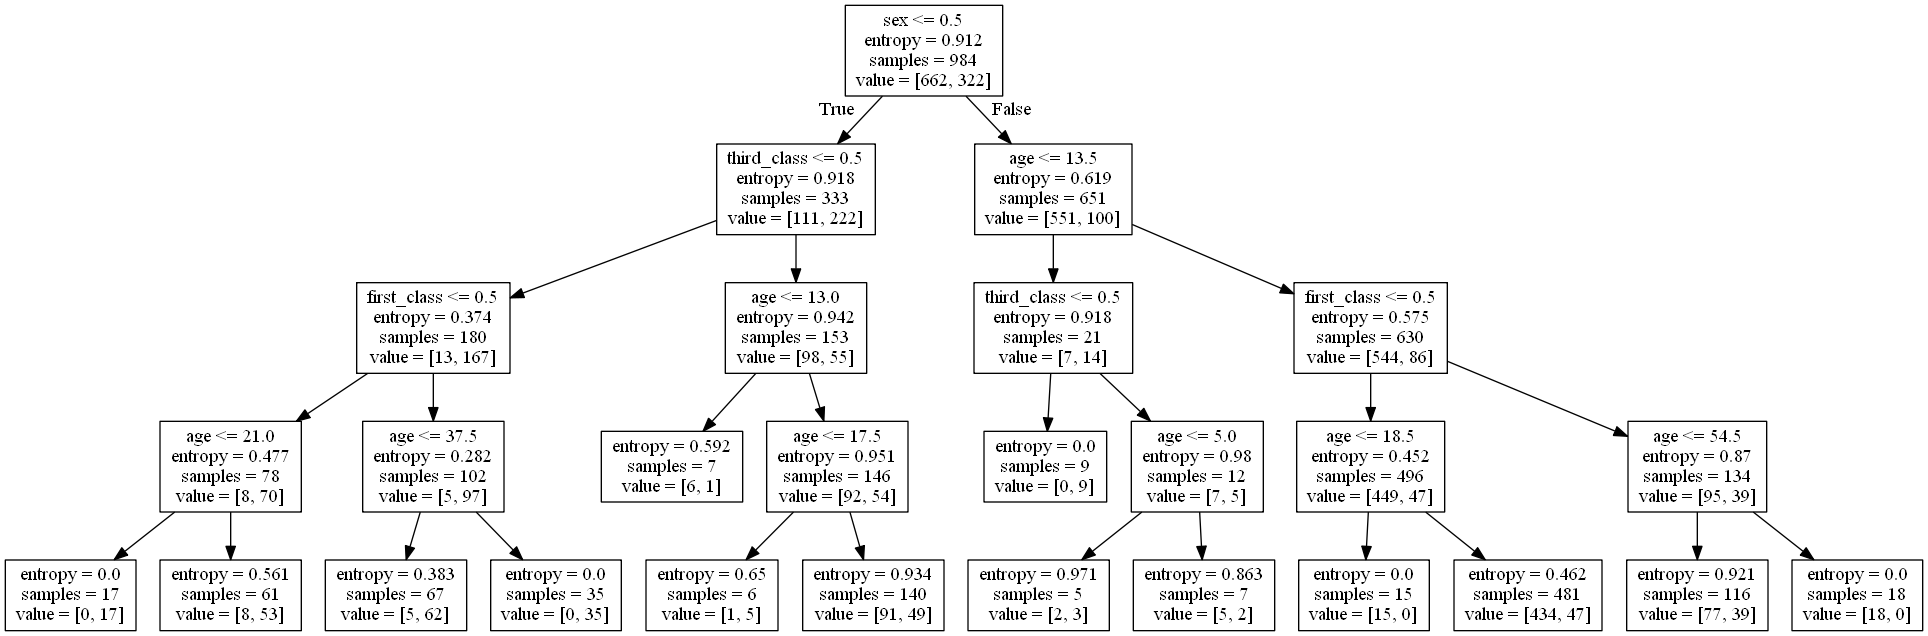 sex <= 0.5
entropy = 0.912
samples = 984
value = [662, 322]
True
False
third_class <= 0.5
entropy = 0.918
samples = 333
value = [111, 222]
age <= 13.5
entropy = 0.619
samples = 651
value = [551, 100]
first_class <= 0.5
entropy = 0.374
samples = 180
value = [13, 167]
age <= 13.0
entropy = 0.942
samples = 153
value = [98, 55]
third_class <= 0.5
entropy = 0.918
samples = 21
value = [7, 14]
first_class <= 0.5
entropy = 0.575
samples = 630
value = [544, 86]
age <= 21.0
entropy = 0.477
samples = 78
value = [8, 70]
age <= 37.5
entropy = 0.282
samples = 102
value = [5, 97]
entropy = 0.592
samples = 7
value = [6, 1]
age <= 17.5
entropy = 0.951
samples = 146
value = [92, 54]
entropy = 0.0
samples = 9
value = [0, 9]
age <= 5.0
entropy = 0.98
samples = 12
value = [7, 5]
age <= 18.5
entropy = 0.452
samples = 496
value = [449, 47]
age <= 54.5
entropy = 0.87
samples = 134
value = [95, 39]
entropy = 0.0
samples = 17
value = [0, 17]
entropy = 0.561
samples = 61
value = [8, 53]
entropy = 0.383
samples = 67
value = [5, 62]
entropy = 0.0
samples = 35
value = [0, 35]
entropy = 0.65
samples = 6
value = [1, 5]
entropy = 0.934
samples = 140
value = [91, 49]
entropy = 0.971
samples = 5
value = [2, 3]
entropy = 0.863
samples = 7
value = [5, 2]
entropy = 0.0
samples = 15
value = [15, 0]
entropy = 0.462
samples = 481
value = [434, 47]
entropy = 0.921
samples = 116
value = [77, 39]
entropy = 0.0
samples = 18
value = [18, 0]